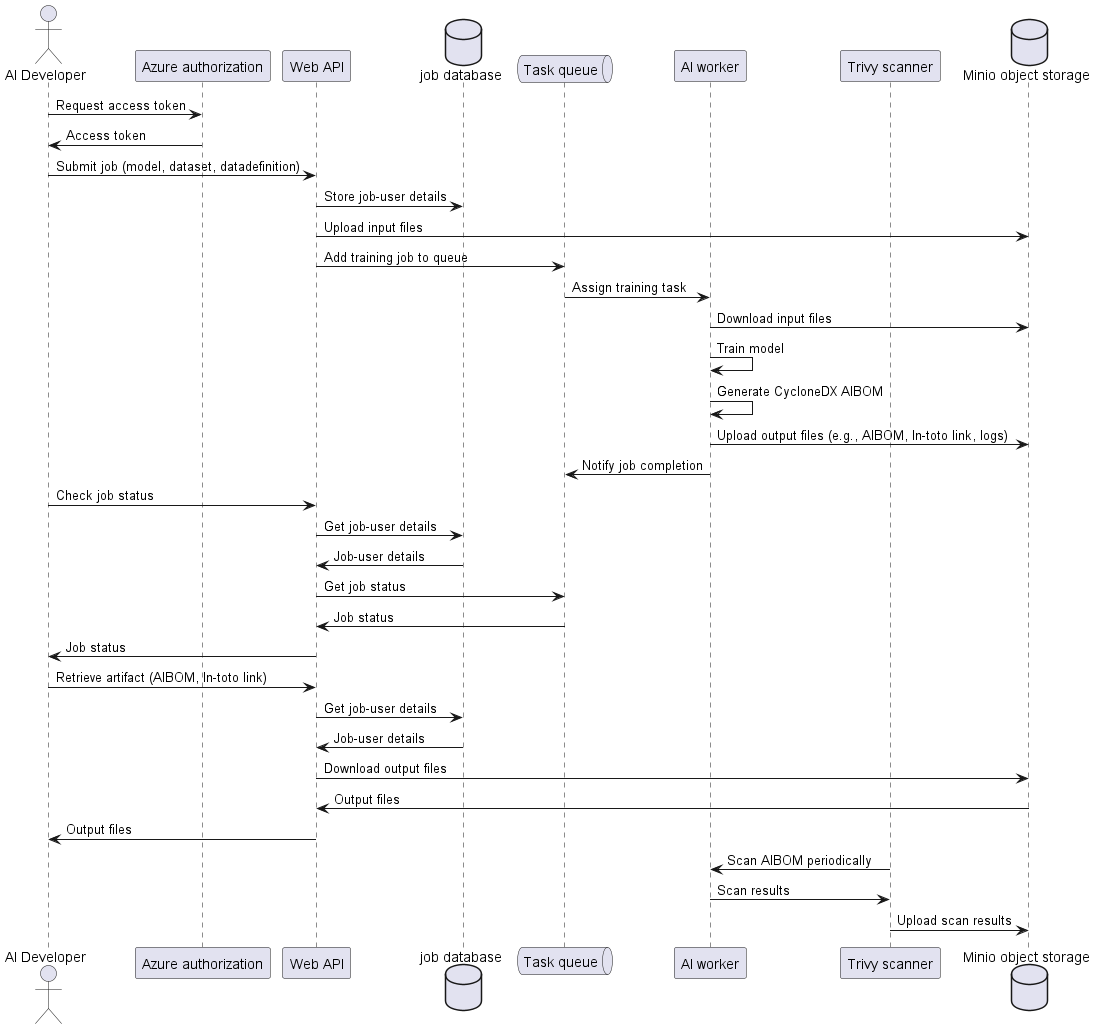 AI Developer
Azure authorization
Web API
job database
Task queue
AI worker
Trivy scanner
Minio object storage
Request access token
Access token
Submit job (model, dataset, datadefinition)
Store job-user details
Upload input files
Add training job to queue
Assign training task
Download input files
Train model
Generate CycloneDX AIBOM
Upload output files (e.g., AIBOM, In-toto link, logs)
Notify job completion
Check job status
Get job-user details
Job-user details
Get job status
Job status
Job status
Retrieve artifact (AIBOM, In-toto link)
Get job-user details
Job-user details
Download output files
Output files
Output files
Scan AIBOM periodically
Scan results
Upload scan results
AI Developer
Azure authorization
Web API
job database
Task queue
AI worker
Trivy scanner
Minio object storage